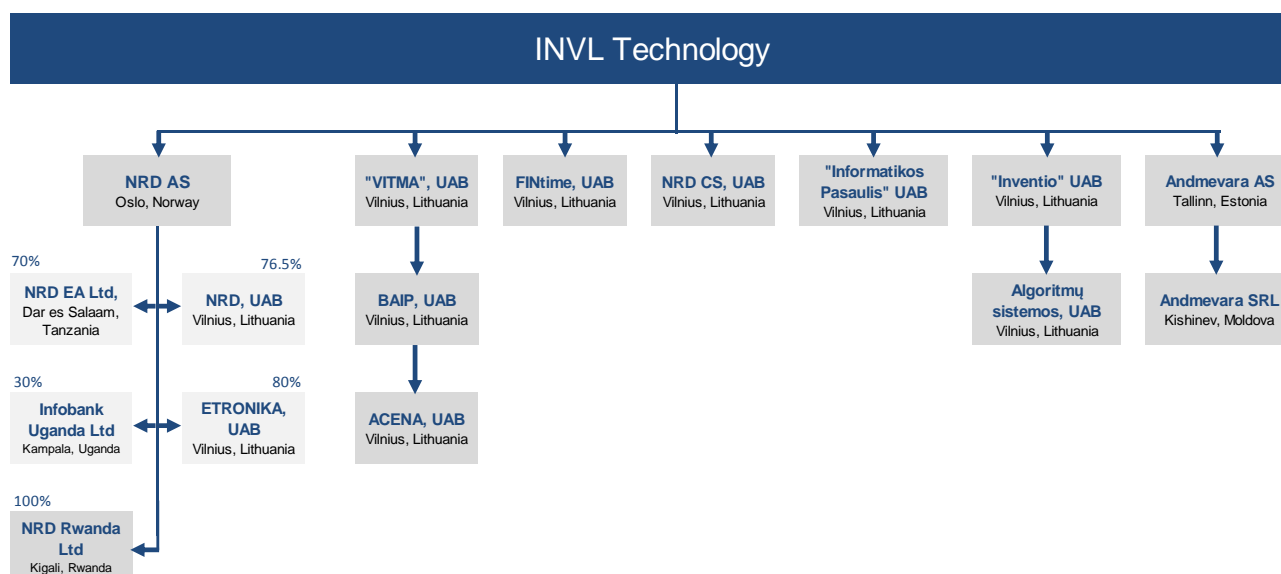 INVL Technology
NRD AS
Oslo, Norway
"VITMA", UAB
Vilnius, Lithuania
FINtime, UAB
Vilnius, Lithuania
NRD CS, UAB
Vilnius, Lithuania
"Informatikos
Pasaulis" UAB
Vilnius, Lithuania
"Inventio" UAB
Vilnius, Lithuania
Andmevara AS
Tallinn, Estonia
70%
NRD EA Ltd,
Dar es Salaam,
Tanzania
76.5%
NRD, UAB
Vilnius, Lithuania
BAIP, UAB
Vilnius, Lithuania
Algoritmų
sistemos, UAB
Vilnius, Lithuania
Andmevara SRL
Kishinev, Moldova
30%
Infobank
Uganda Ltd
Kampala, Uganda
80%
ETRONIKA,
UAB
Vilnius, Lithuania
ACENA, UAB
Vilnius, Lithuania
100%
NRD Rwanda
Ltd
Kigali, Rwanda